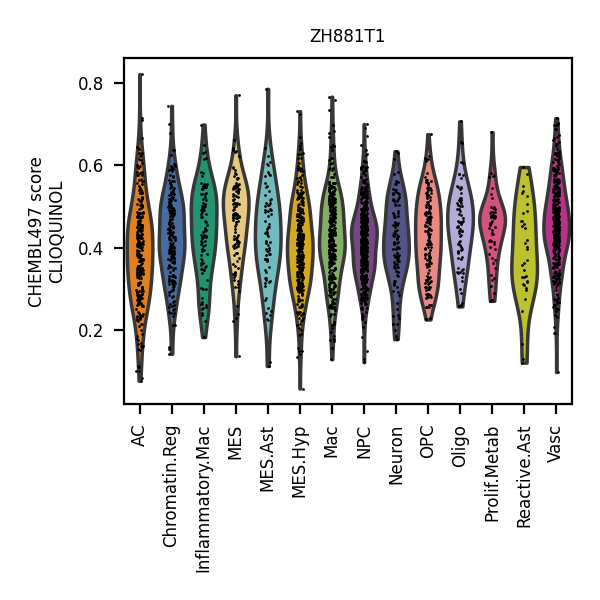 ZH881T1
CHEMBL497 score
CLIOQUINOL
0.8
0.6
0.4
0.2
AC
Chromatin.Reg
Inflammatory.Mac
MES
MES.Ast
MES.Hyp
Mac
NPC
Neuron
OPC
Oligo
Prolif.Metab
Reactive.Ast
Vasc